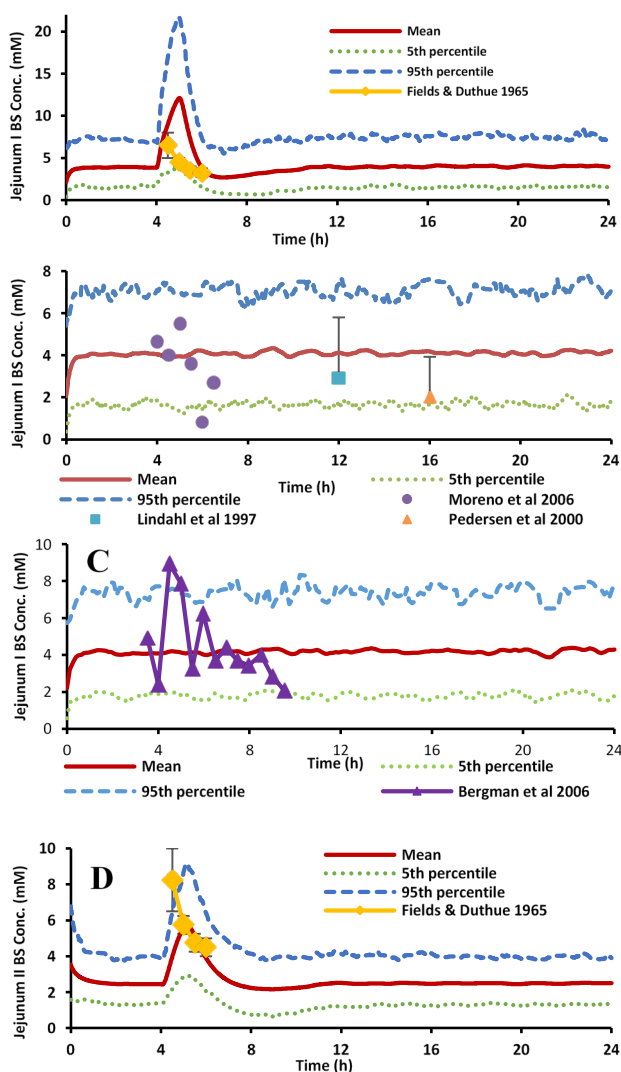 Jejunum I BS Conc. (mM)
20
15
10
5
0
0 4 8 12 16 20 24
Time (h)
Mean
5th percentile
95th percentile
Fields & Duthue 1965
Jejunum I BS Conc. (mM)
8
6
4
2
0
0 4 8 12 16 20 24
Time (h)
Mean
5th percentile
95th percentile
Moreno et al 2006
Lindahl et al 1997
Pedersen et al 2000
C
Jejunum I BS Conc. (mM)
10
8
6
4
2
0
0 4 8 12 16 20 24
Time (h)
Mean
5th percentile
95th percentile
Bergman et al 2006
D
Jejunum II BS Conc. (mM)
10
8
6
4
2
0
0 4 8 12 16 20 24
Time (h)
Mean
5th percentile
95th percentile
Fields & Duthue 1965